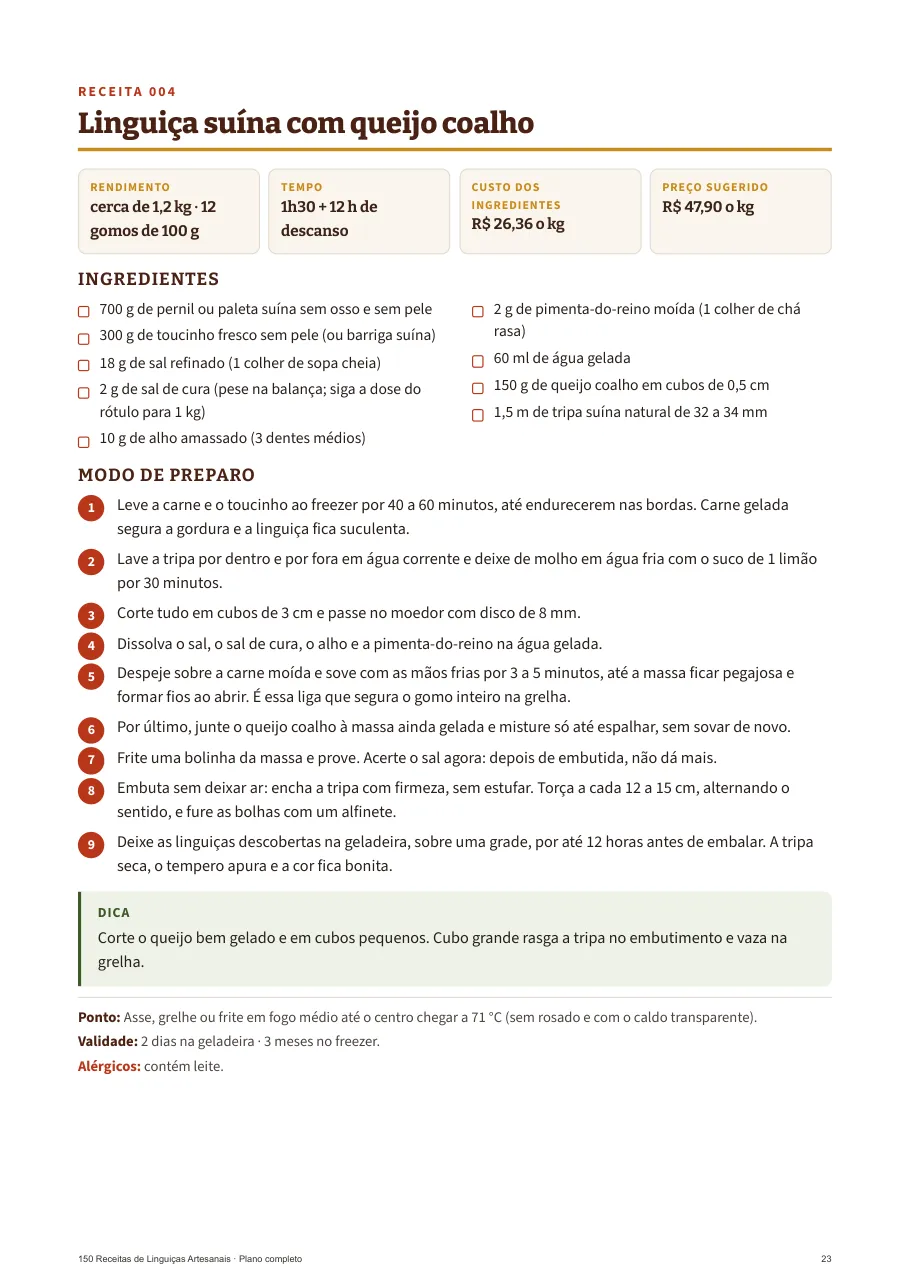 RECEITA 004
Linguiça suína com queijo coalho
RENDIMENTO
cerca de 1,2 kg · 12
gomos de 100 g
TEMPO
1h30 + 12 h de
descanso
CUSTO DOS
INGREDIENTES
R$ 26,36 o kg
PREÇO SUGERIDO
R$ 47,90 o kg
INGREDIENTES
700 g de pernil ou paleta suína sem osso e sem pele
300 g de toucinho fresco sem pele (ou barriga suína)
18 g de sal refinado (1 colher de sopa cheia)
2 g de sal de cura (pese na balança; siga a dose do
rótulo para 1 kg)
10 g de alho amassado (3 dentes médios)
2 g de pimenta-do-reino moída (1 colher de chá
rasa)
60 ml de água gelada
150 g de queijo coalho em cubos de 0,5 cm
1,5 m de tripa suína natural de 32 a 34 mm
MODO DE PREPARO
1 Leve a carne e o toucinho ao freezer por 40 a 60 minutos, até endurecerem nas bordas. Carne gelada
segura a gordura e a linguiça fica suculenta.
2 Lave a tripa por dentro e por fora em água corrente e deixe de molho em água fria com o suco de 1 limão
por 30 minutos.
3 Corte tudo em cubos de 3 cm e passe no moedor com disco de 8 mm.
4 Dissolva o sal, o sal de cura, o alho e a pimenta-do-reino na água gelada.
5 Despeje sobre a carne moída e sove com as mãos frias por 3 a 5 minutos, até a massa ficar pegajosa e
formar fios ao abrir. É essa liga que segura o gomo inteiro na grelha.
6 Por último, junte o queijo coalho à massa ainda gelada e misture só até espalhar, sem sovar de novo.
7 Frite uma bolinha da massa e prove. Acerte o sal agora: depois de embutida, não dá mais.
8 Embuta sem deixar ar: encha a tripa com firmeza, sem estufar. Torça a cada 12 a 15 cm, alternando o
sentido, e fure as bolhas com um alfinete.
9 Deixe as linguiças descobertas na geladeira, sobre uma grade, por até 12 horas antes de embalar. A tripa
seca, o tempero apura e a cor fica bonita.
DICA
Corte o queijo bem gelado e em cubos pequenos. Cubo grande rasga a tripa no embutimento e vaza na
grelha.
Ponto: Asse, grelhe ou frite em fogo médio até o centro chegar a 71 °C (sem rosado e com o caldo transparente).
Validade: 2 dias na geladeira · 3 meses no freezer.
Alérgicos: contém leite.
150 Receitas de Linguiças Artesanais · Plano completo
23